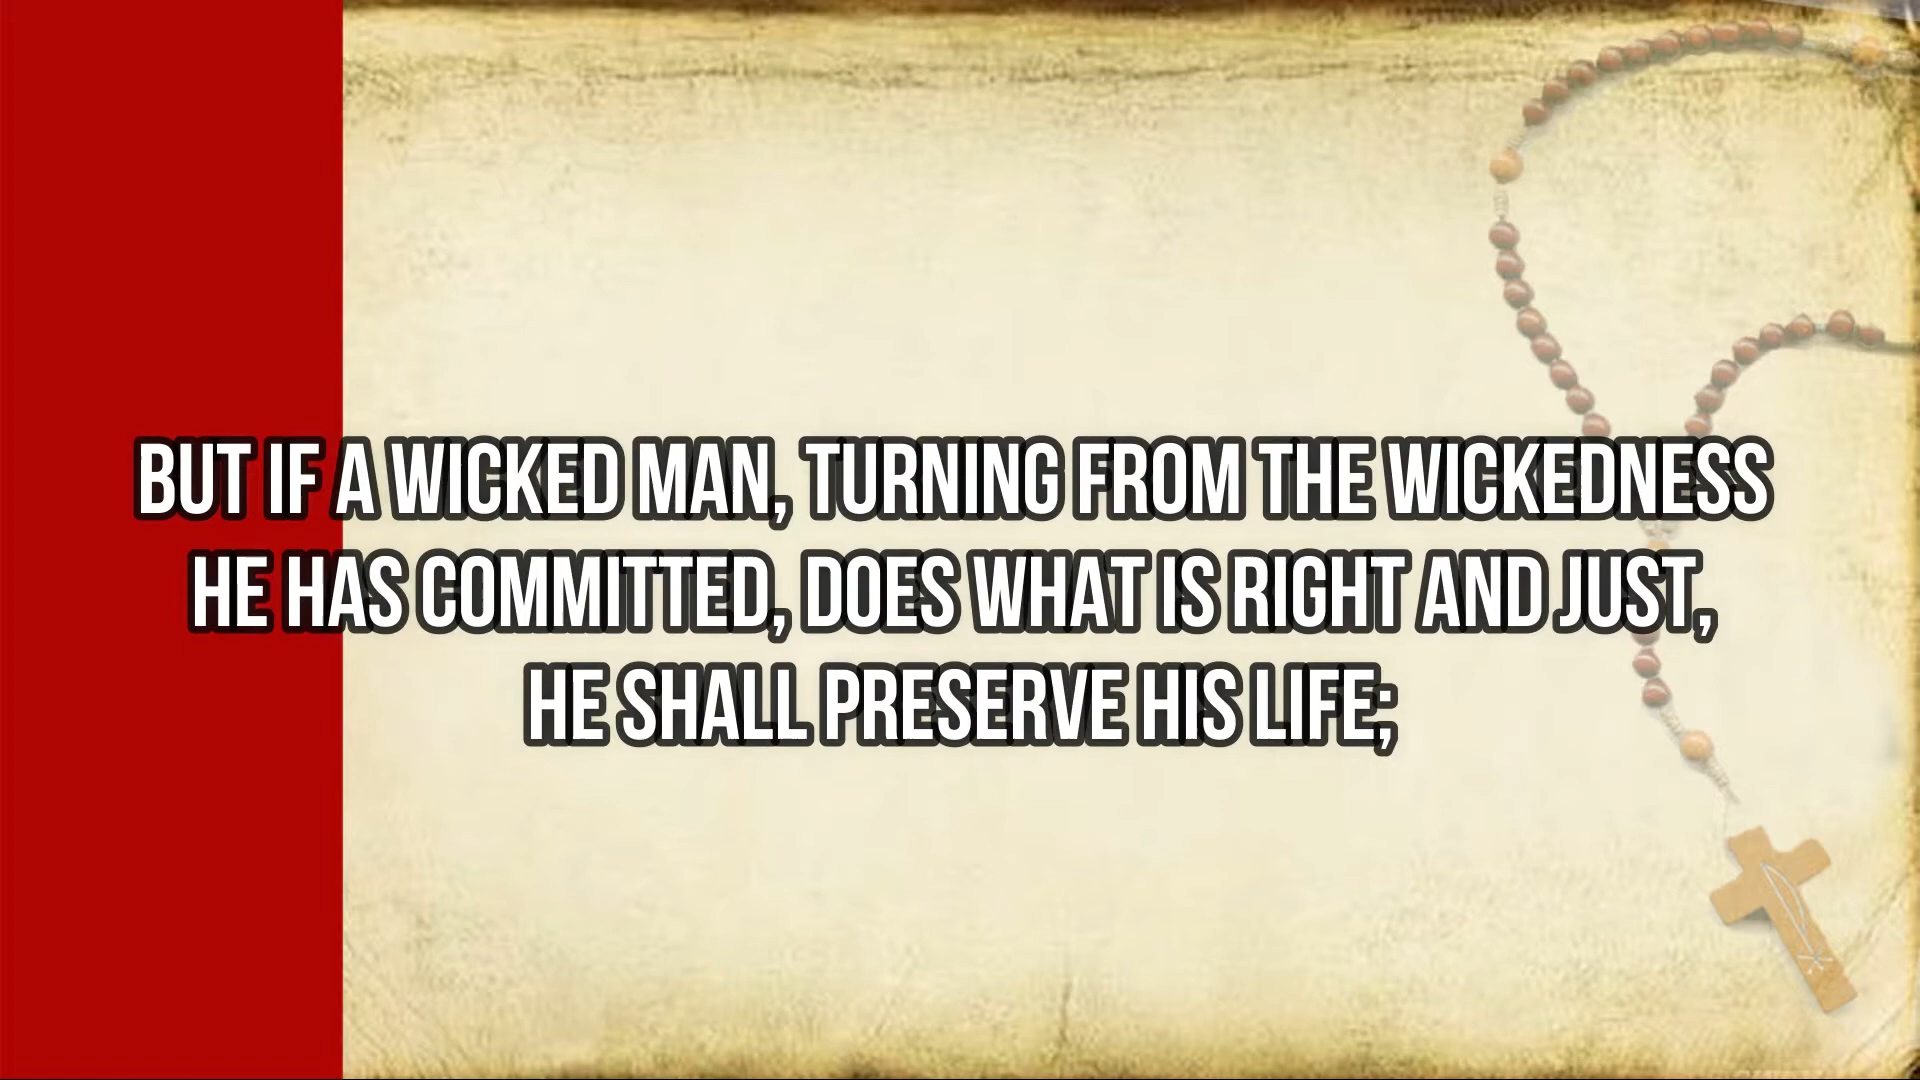 BUT IF A WICKED MAN, TURNING FROM THE WICKEDNESS
HE HAS COMMITTED, DOES WHAT IS RIGHT AND JUST,
HE SHALL PRESERVE HIS LIFE;